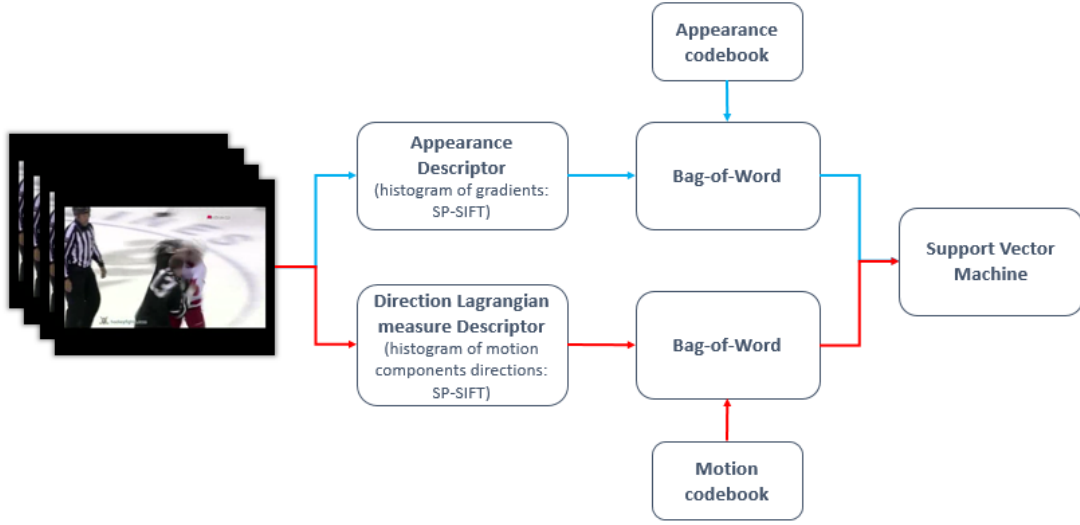 Appearance
codebook
Appearance
Descriptor
(histogram of gradients:
SP-SIFT)
Bag-of-Word
Support Vector
Machine
Direction Lagrangian
measure Descriptor
(histogram of motion
components directions:
SP-SIFT)
Bag-of-Word
Motion
codebook